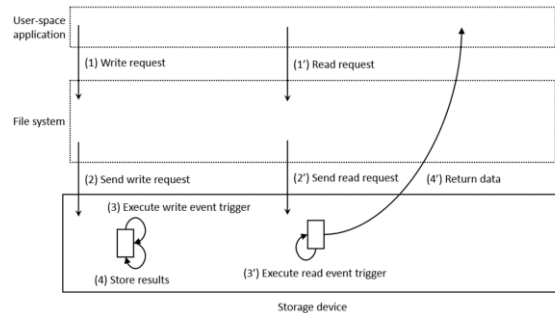 User-space
application
(1) Write request
(1') Read request
File system
(2) Send write request
(2') Send read request
(4') Return data
(3) Execute write event trigger
(4) Store results
(3') Execute read event trigger
Storage device